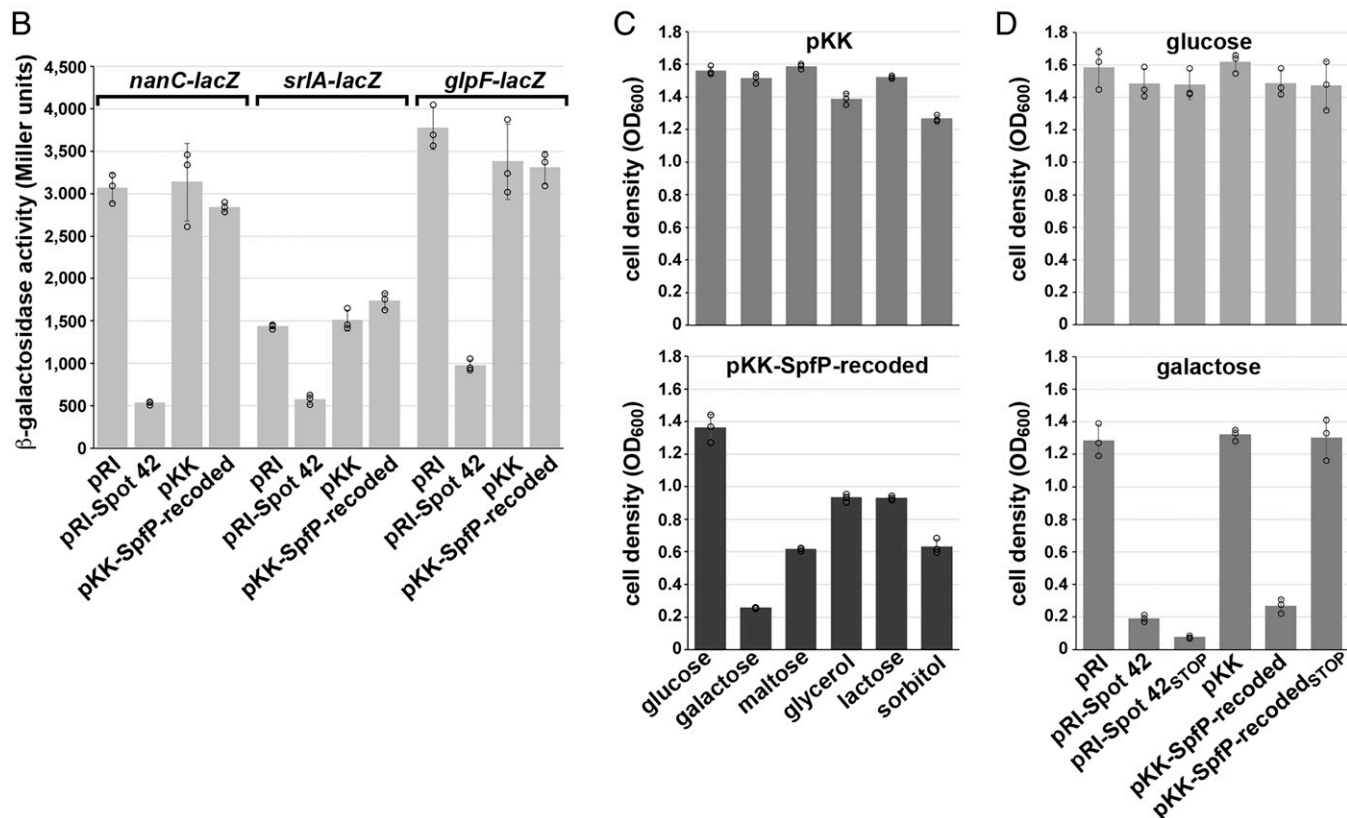 B
β-galactosidase activity (Miller units)
4,500
4,000
3,500
3,000
2,500
2,000
1,500
1,000
500
0
nanC-lacZ
srlA-lacZ
glpF-lacZ
pRI
pRI-Spot 42
pKK
pKK-SpfP-recoded
pRI
pRI-Spot 42
pKK
pKK-SpfP-recoded
pRI
pRI-Spot 42
pKK
pKK-SpfP-recoded
C
pKK
cell density (OD600)
1.8
1.6
1.4
1.2
1.0
0.8
0.6
0.4
0.2
0
pKK-SpfP-recoded
cell density (OD600)
1.8
1.6
1.4
1.2
1.0
0.8
0.6
0.4
0.2
0
glucose
galactose
maltose
glycerol
lactose
sorbitol
D
glucose
cell density (OD600)
1.8
1.6
1.4
1.2
1.0
0.8
0.6
0.4
0.2
0
galactose
cell density (OD600)
1.8
1.6
1.4
1.2
1.0
0.8
0.6
0.4
0.2
0
pRI
pRI-Spot 42
pRI-Spot 42STOP
pKK
pKK-SpfP-recoded
pKK-SpfP-recodedSTOP